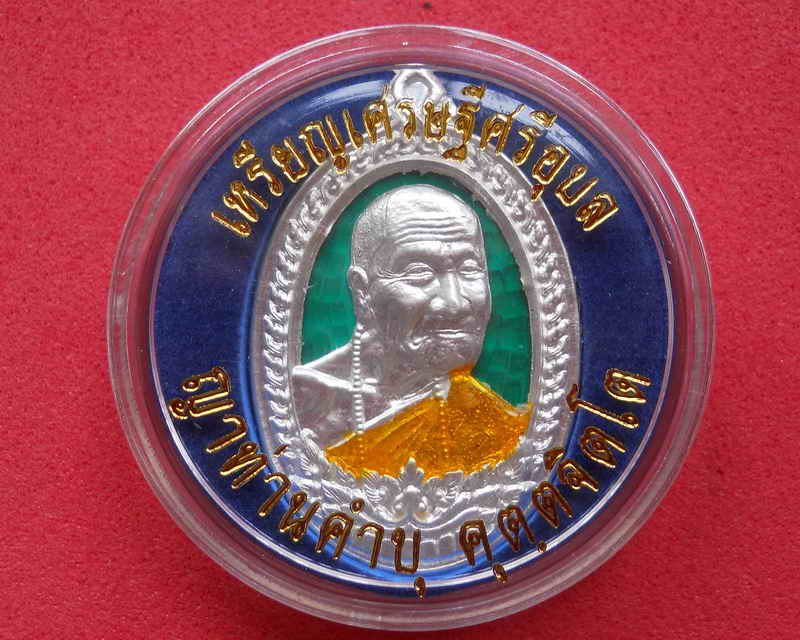 เหรียญเศรษฐีศรีอุบล
ญาท่านคำบุ คุตฺตจิตฺโต